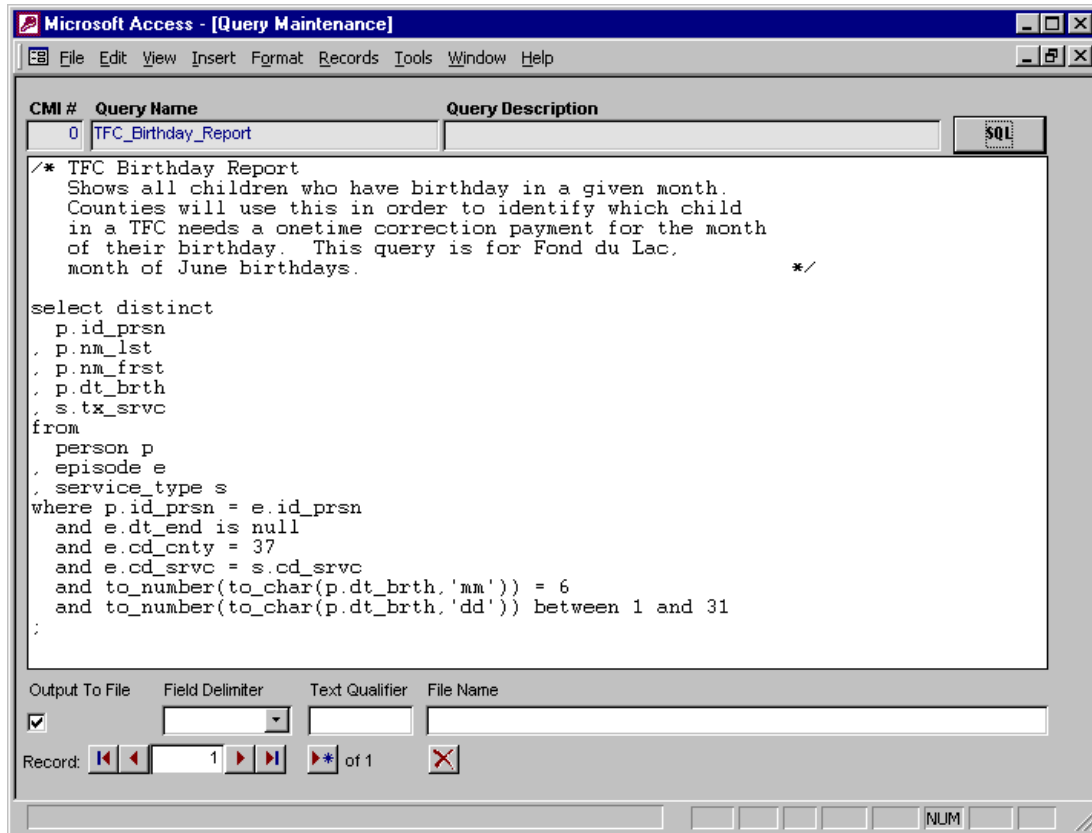 Microsoft Access - [Query Maintenance]
File Edit View Insert Format Records Tools Window Help
CMI # Query Name Query Description
0 TFC_Birthday_Report SQL
/* TFC Birthday Report
Shows all children who have birthday in a given month.
Counties will use this in order to identify which child
in a TFC needs a onetime correction payment for the month
of their birthday. This query is for Fond du Lac,
month of June birthdays. */
select distinct
p.id_prsn
, p.nm_lst
, p.nm_frst
, p.dt_brth
, s.tx_srvc
from
person p
, episode e
, service_type s
where p.id_prsn = e.id_prsn
and e.dt_end is null
and e.cd_cnty = 37
and e.cd_srvc = s.cd_srvc
and to_number(to_char(p.dt_brth,'mm')) = 6
and to_number(to_char(p.dt_brth,'dd')) between 1 and 31
;
Output To File Field Delimiter Text Qualifier File Name
Record: 1 of 1
NUM